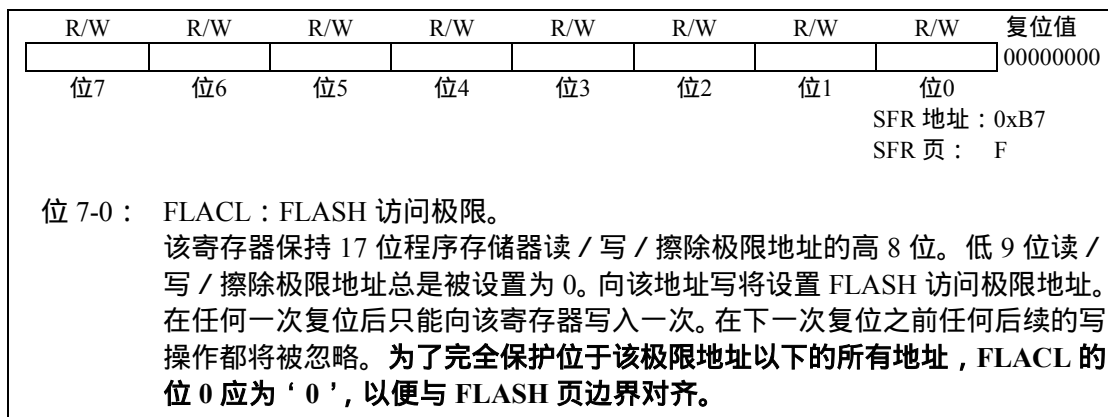 R/W R/W R/W R/W R/W R/W R/W R/W 复位值
00000000
位7 位6 位5 位4 位3 位2 位1 位0
SFR 地址：0xB7
SFR 页： F
位 7-0： FLACL：FLASH 访问极限。
该寄存器保持 17 位程序存储器读／写／擦除极限地址的高 8 位。低 9 位读／
写／擦除极限地址总是被设置为 0。向该地址写将设置 FLASH 访问极限地址。
在任何一次复位后只能向该寄存器写入一次。在下一次复位之前任何后续的写
操作都将被忽略。为了完全保护位于该极限地址以下的所有地址，FLACL 的
位 0 应为‘0’，以便与 FLASH 页边界对齐。